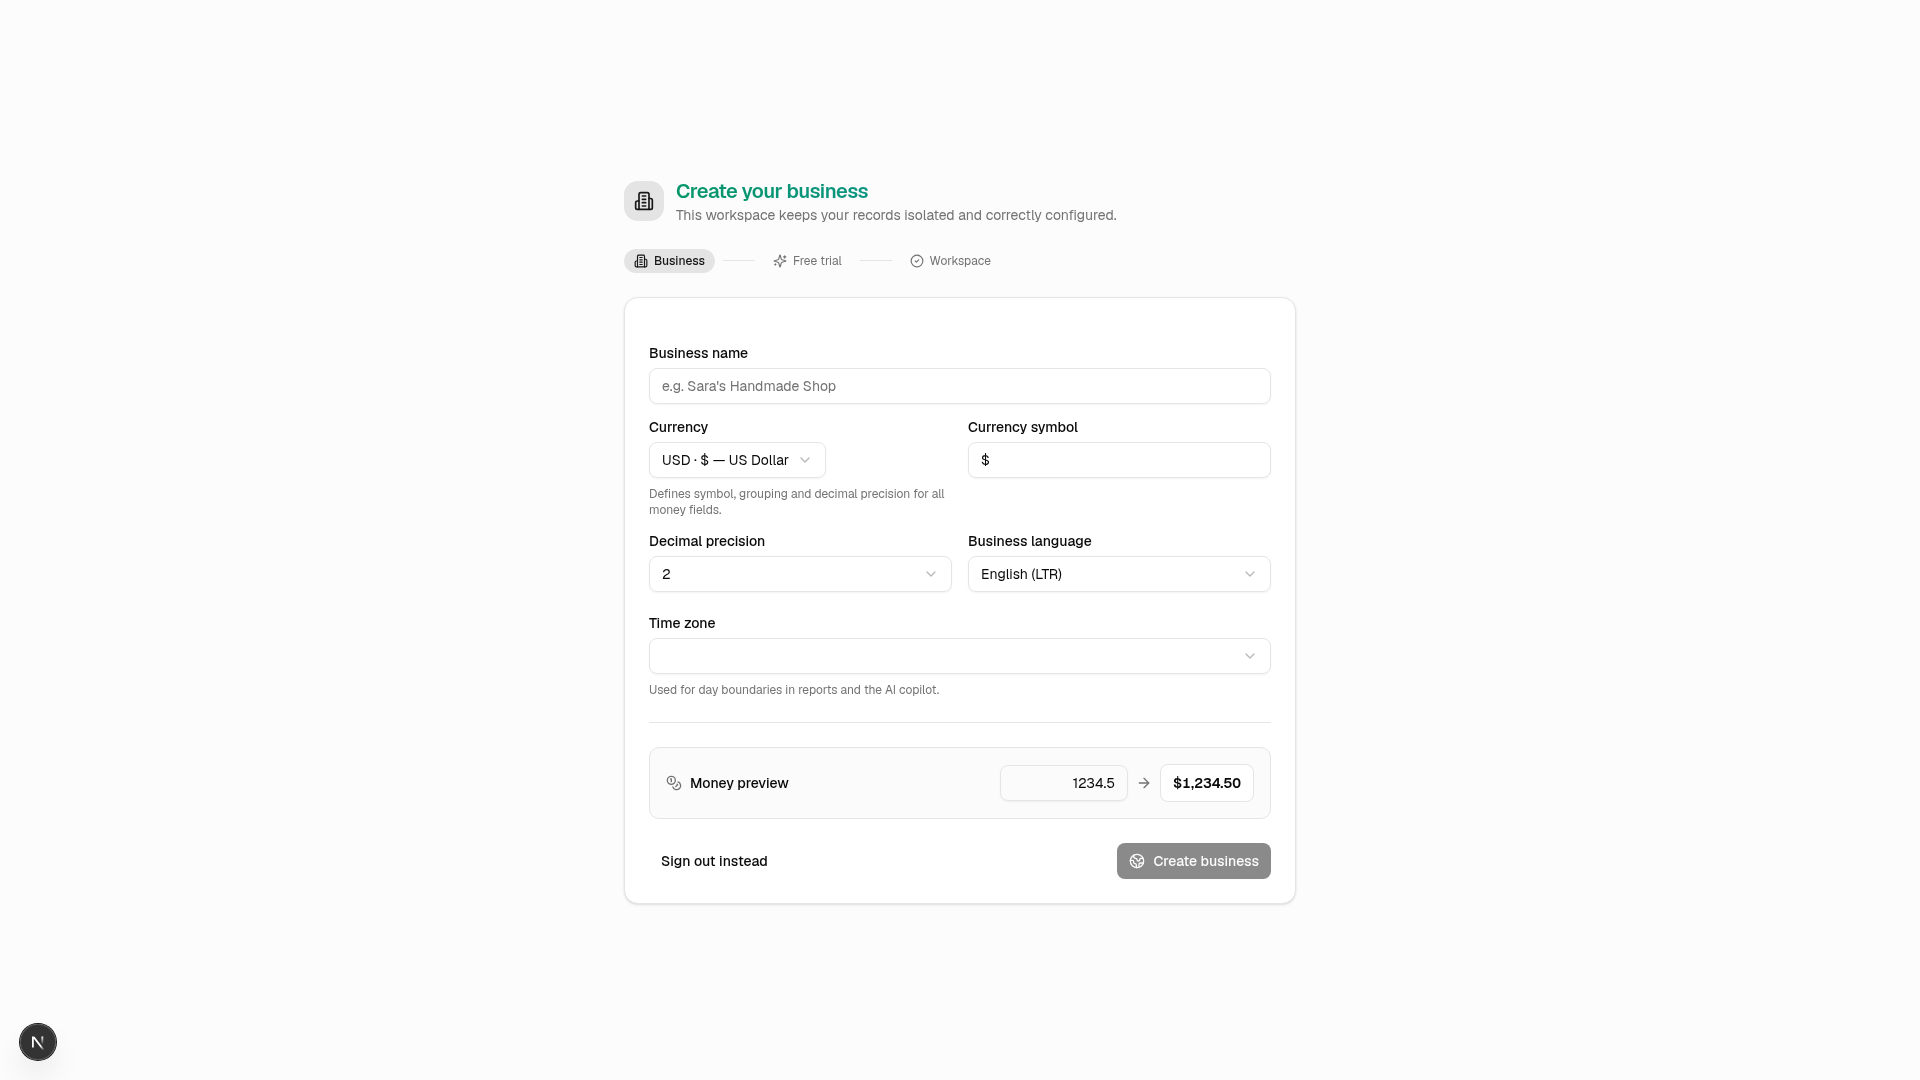 Create your business
This workspace keeps your records isolated and correctly configured.
Business
Free trial
Workspace
Business name
e.g. Sara's Handmade Shop
Currency
Currency symbol
USD · $ — US Dollar
$
Defines symbol, grouping and decimal precision for all
money fields.
Decimal precision
Business language
2
English (LTR)
Time zone
Used for day boundaries in reports and the AI copilot.
Money preview
1234.5
$1,234.50
Sign out instead
Create business
N